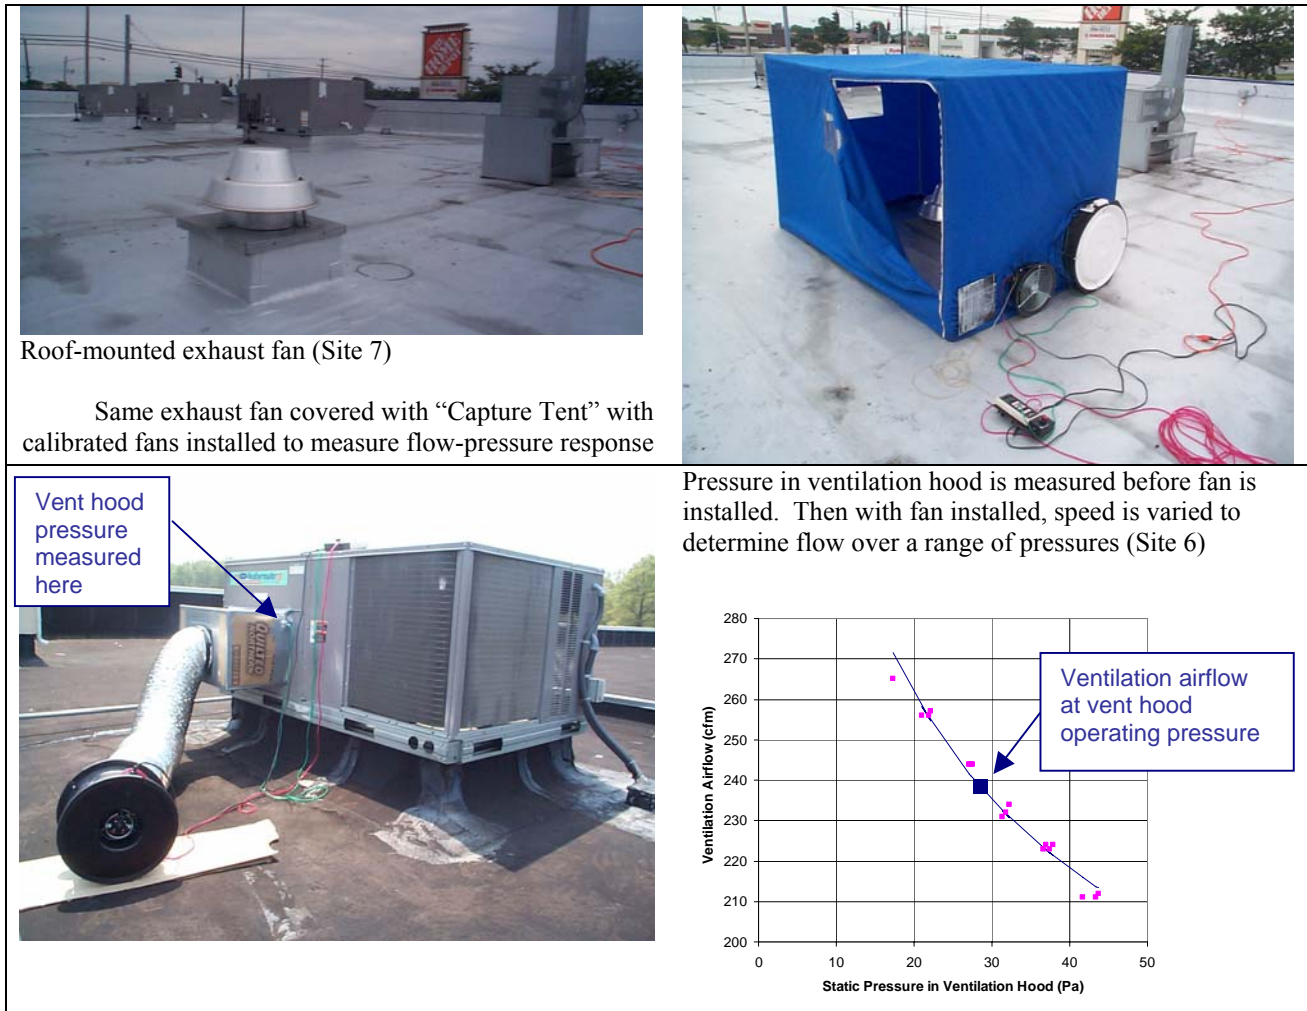 Roof-mounted exhaust fan (Site 7)
Same exhaust fan covered with “Capture Tent” with
calibrated fans installed to measure flow-pressure response
Vent hood
pressure
measured
here
QUILTED
NORTHERN
Pressure in ventilation hood is measured before fan is
installed.  Then with fan installed, speed is varied to
determine flow over a range of pressures (Site 6)
280
270
260
250
240
230
220
210
200
Ventilation Airflow (cfm)
0
10
20
30
40
50
Static Pressure in Ventilation Hood (Pa)
Ventilation airflow
at vent hood
operating pressure